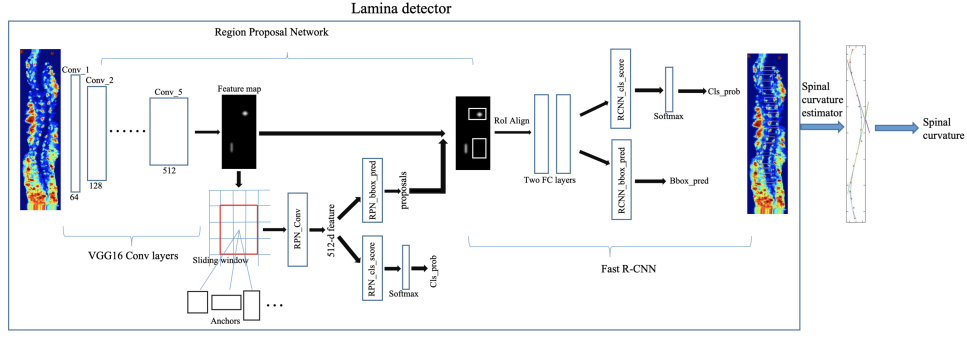 Lamina detector
Region Proposal Network
Conv_1
Conv_2
Conv_5
Feature map
64
128
512
VGG16 Conv layers
Sliding window
Anchors
RPN_Conv
512-d feature
RPN_bbox_pred
proposals
RPN_cls_score
Softmax
Cls_prob
RoI Align
Two FC layers
RCNN_cls_score
Softmax
Cls_prob
RCNN_bbox_pred
Bbox_pred
Fast R-CNN
Spinal
curvature
estimator
Spinal
curvature